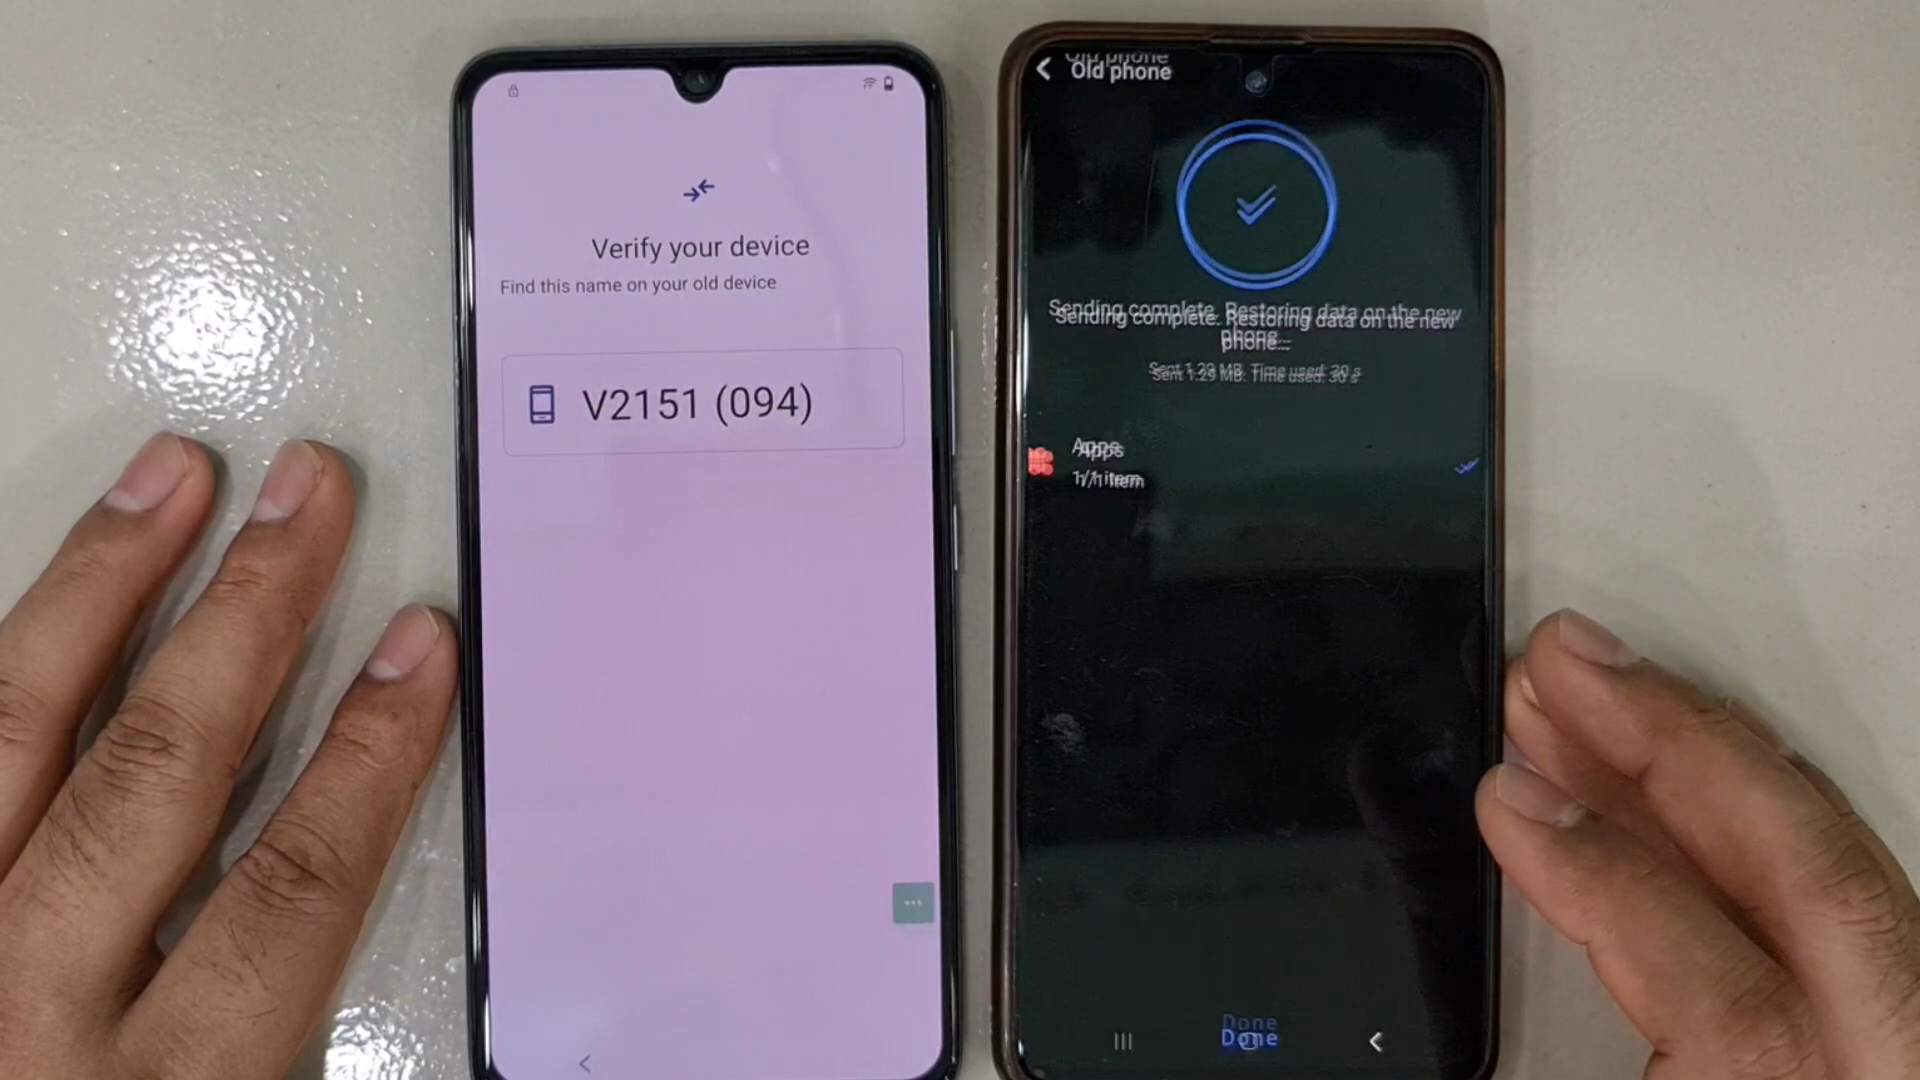 Verify your device
Find this name on your old device
V2151 (094)
Old phone
Sending complete. Restoring data on the new
phone...
Sent 1.29 MB. Time used: 30 s
Apps
1/1 item
Done